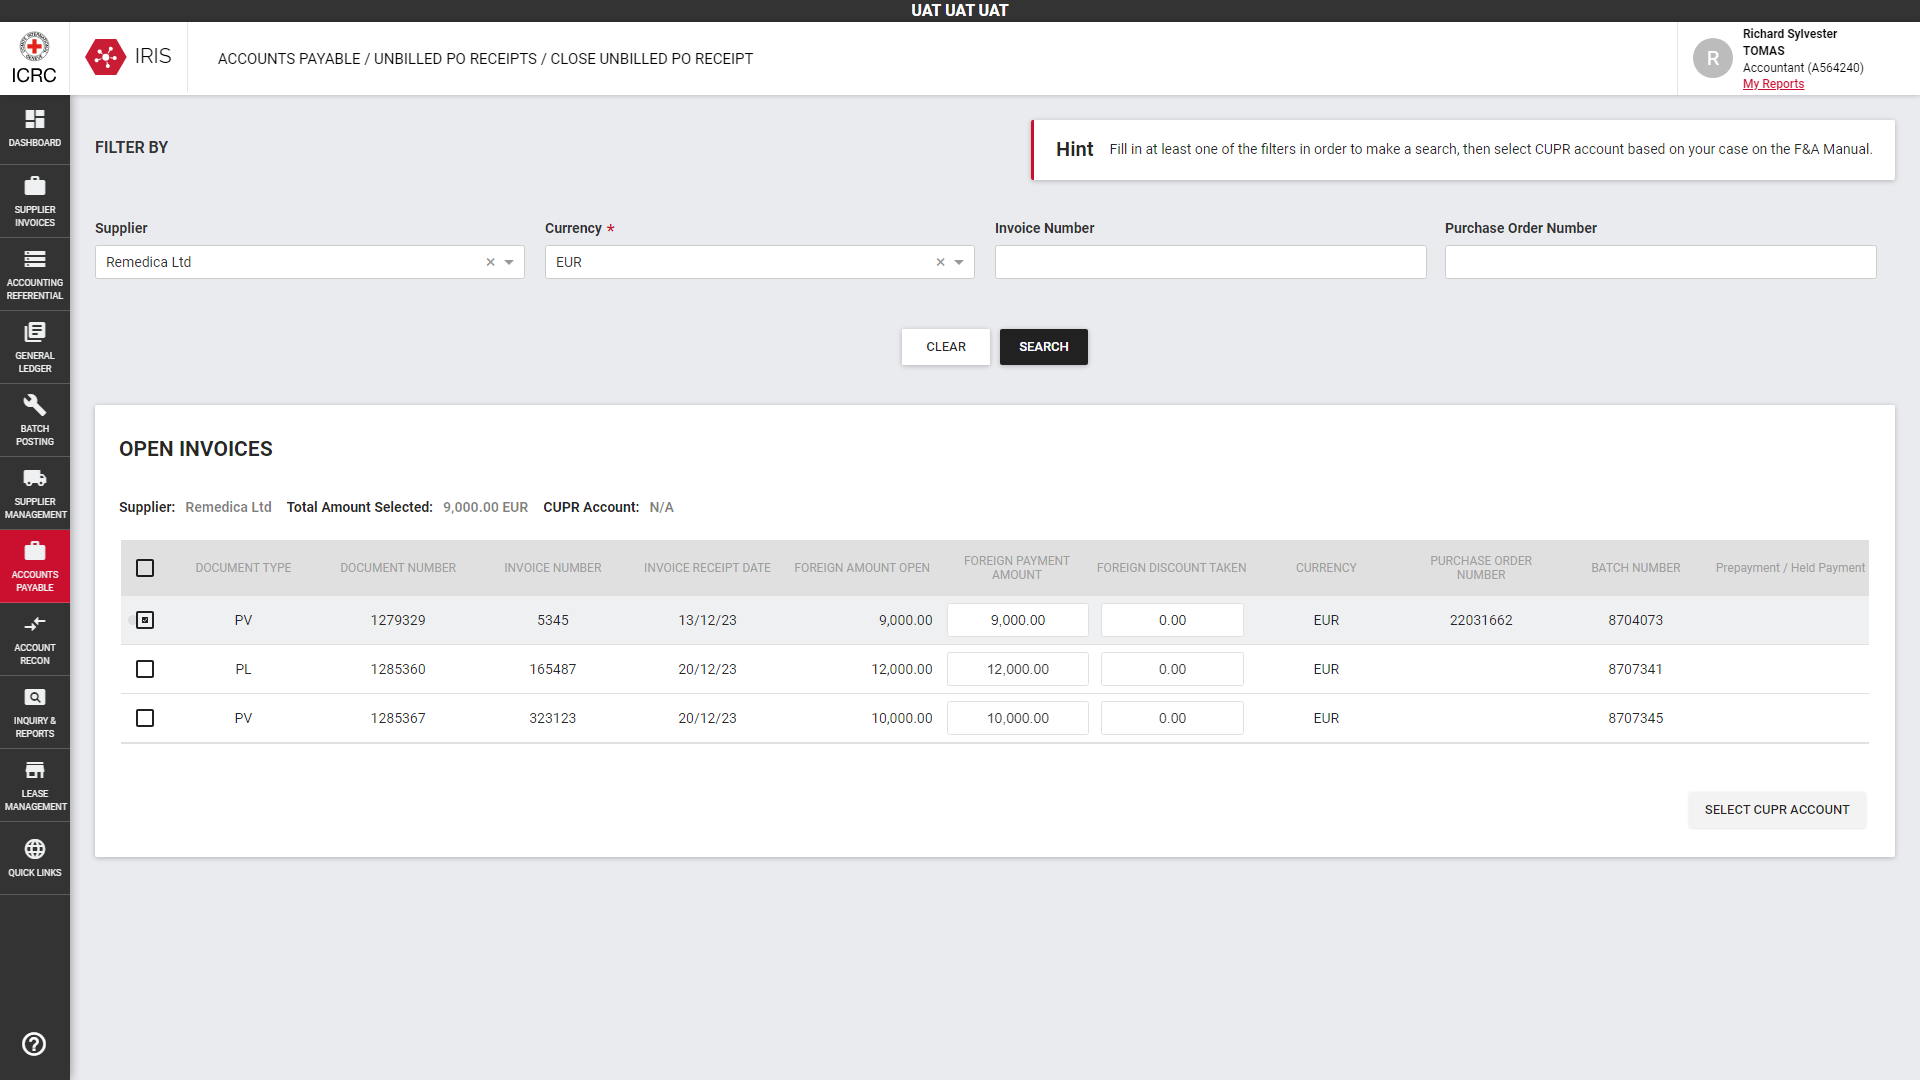 UAT UAT UAT
ICRC
IRIS
ACCOUNTS PAYABLE / UNBILLED PO RECEIPTS / CLOSE UNBILLED PO RECEIPT
R
Richard Sylvester
TOMAS
Accountant (A564240)
My Reports
DASHBOARD
SUPPLIER
INVOICES
ACCOUNTING
REFERENTIAL
GENERAL
LEDGER
BATCH
POSTING
SUPPLIER
MANAGEMENT
ACCOUNTS
PAYABLE
ACCOUNT
RECON
INQUIRY &
REPORTS
LEASE
MANAGEMENT
QUICK LINKS
FILTER BY
Hint Fill in at least one of the filters in order to make a search, then select CUPR account based on your case on the F&A Manual.
Supplier Currency * Invoice Number Purchase Order Number
Remedica Ltd × EUR ×
CLEAR SEARCH
OPEN INVOICES
Supplier: Remedica Ltd Total Amount Selected: 9,000.00 EUR CUPR Account: N/A
DOCUMENT TYPE DOCUMENT NUMBER INVOICE NUMBER INVOICE RECEIPT DATE FOREIGN AMOUNT OPEN FOREIGN PAYMENT AMOUNT FOREIGN DISCOUNT TAKEN CURRENCY PURCHASE ORDER NUMBER BATCH NUMBER Prepayment / Held Payment
PV 1279329 5345 13/12/23 9,000.00 9,000.00 0.00 EUR 22031662 8704073
PL 1285360 165487 20/12/23 12,000.00 12,000.00 0.00 EUR 8707341
PV 1285367 323123 20/12/23 10,000.00 10,000.00 0.00 EUR 8707345
SELECT CUPR ACCOUNT